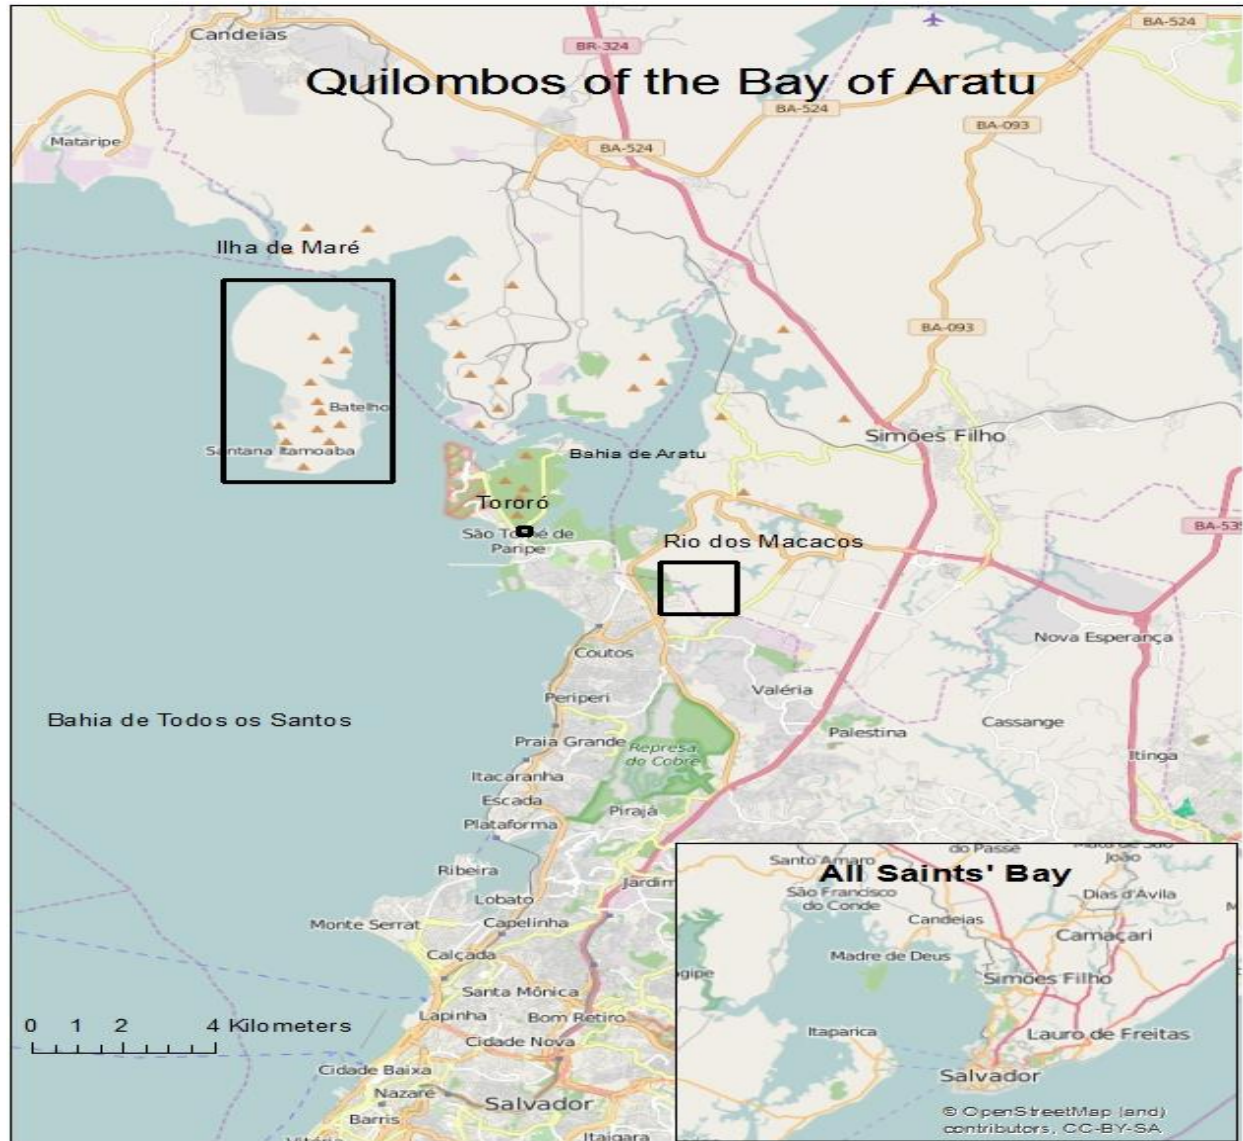 Candeias
BR-324
BA-524
Quilombos of the Bay of Aratu
BA-524
BA-093
Mataripe
BA-524
Ilha de Maré
BA-093
Batelho
Simões Filho
Santana Itamoaba
Bahia de Aratu
Tororó
BA-535
São Tomé de
Paripe
Rio dos Macacos
Nova Esperança
Coutos
Valéria
Periperi
Bahia de Todos os Santos
Cassange
Palestina
Praia Grande
Represa
do Cobre
Itinga
Itacaranha
Escada
Pirajá
Plataforma
Ribeira
Jardim
Lobato
Monte Serrat
Capelinha
Calçada
Santa Mônica
0 1 2 4 Kilometers
Lapinha
Bom Retiro
Cidade Nova
Cidade Baixa
Nazaré
Salvador
Barris
Itaigara
do Passé
São
João
Santo Amaro
All Saints' Bay
São Francisco
do Conde
Dias d'Ávila
Candeias
Camaçari
Madre de Deus
Simões Filho
Itaparica
Lauro de Freitas
Salvador
© OpenStreetMap (and)
contributors, CC-BY-SA